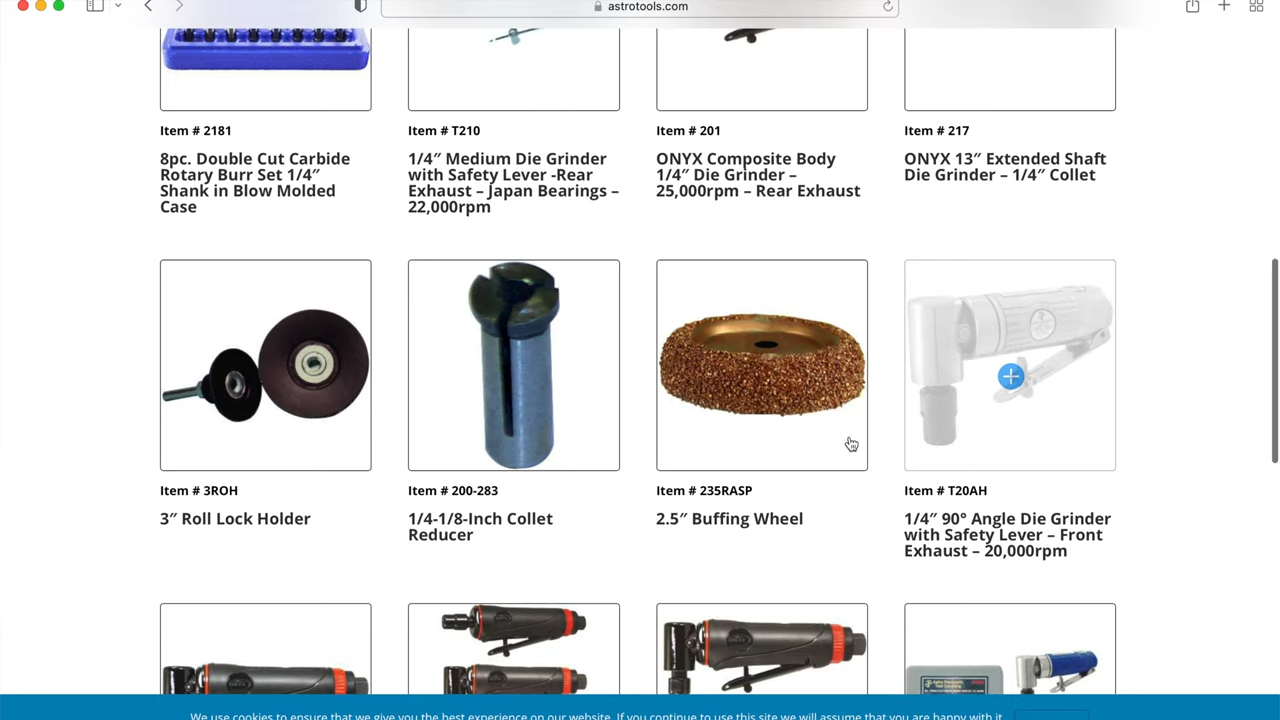 astrotools.com
Item # 2181
8pc. Double Cut Carbide
Rotary Burr Set 1/4″
Shank in Blow Molded
Case
Item # T210
1/4″ Medium Die Grinder
with Safety Lever -Rear
Exhaust – Japan Bearings –
22,000rpm
Item # 201
ONYX Composite Body
1/4″ Die Grinder –
25,000rpm – Rear Exhaust
Item # 217
ONYX 13″ Extended Shaft
Die Grinder – 1/4″ Collet
Item # 3ROH
3″ Roll Lock Holder
Item # 200-283
1/4-1/8-Inch Collet
Reducer
Item # 235RASP
2.5″ Buffing Wheel
Item # T20AH
1/4″ 90° Angle Die Grinder
with Safety Lever – Front
Exhaust – 20,000rpm
We use cookies to ensure that we give you the best experience on our website. If you continue to use this site we will assume that you are happy with it.